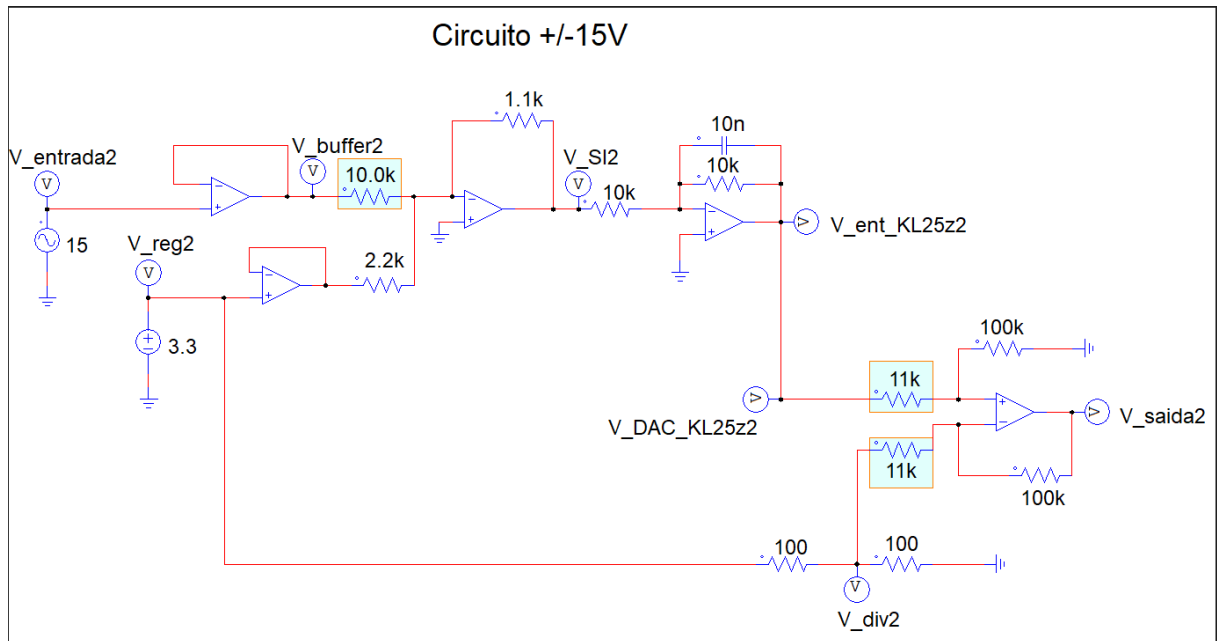 Circuito +/-15V
1.1k
10n
V_entrada2
V_buffer2
V_SI2
10k
V
V
10.0k
V
10k
V
V_ent_KL25z2
15
V_reg2
V
2.2k
3.3
100k
11k
V
V_DAC_KL25z2
V
V_saida2
11k
100k
100
100
V
V_div2